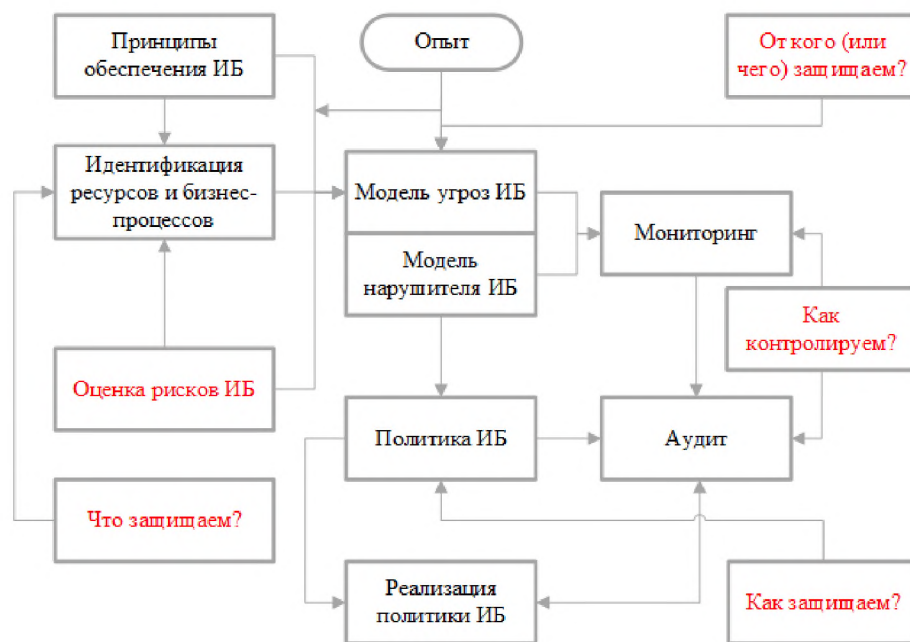 Принципы
обеспечения ИБ
Опыт
От кого (или
чего) защищаем?
Идентификация
ресурсов и бизнес-
процессов
Модель угроз ИБ
Модель
нарушителя ИБ
Мониторинг
Как
контролируем?
Оценка рисков ИБ
Политика ИБ
Аудит
Что защищаем?
Реализация
политики ИБ
Как защищаем?